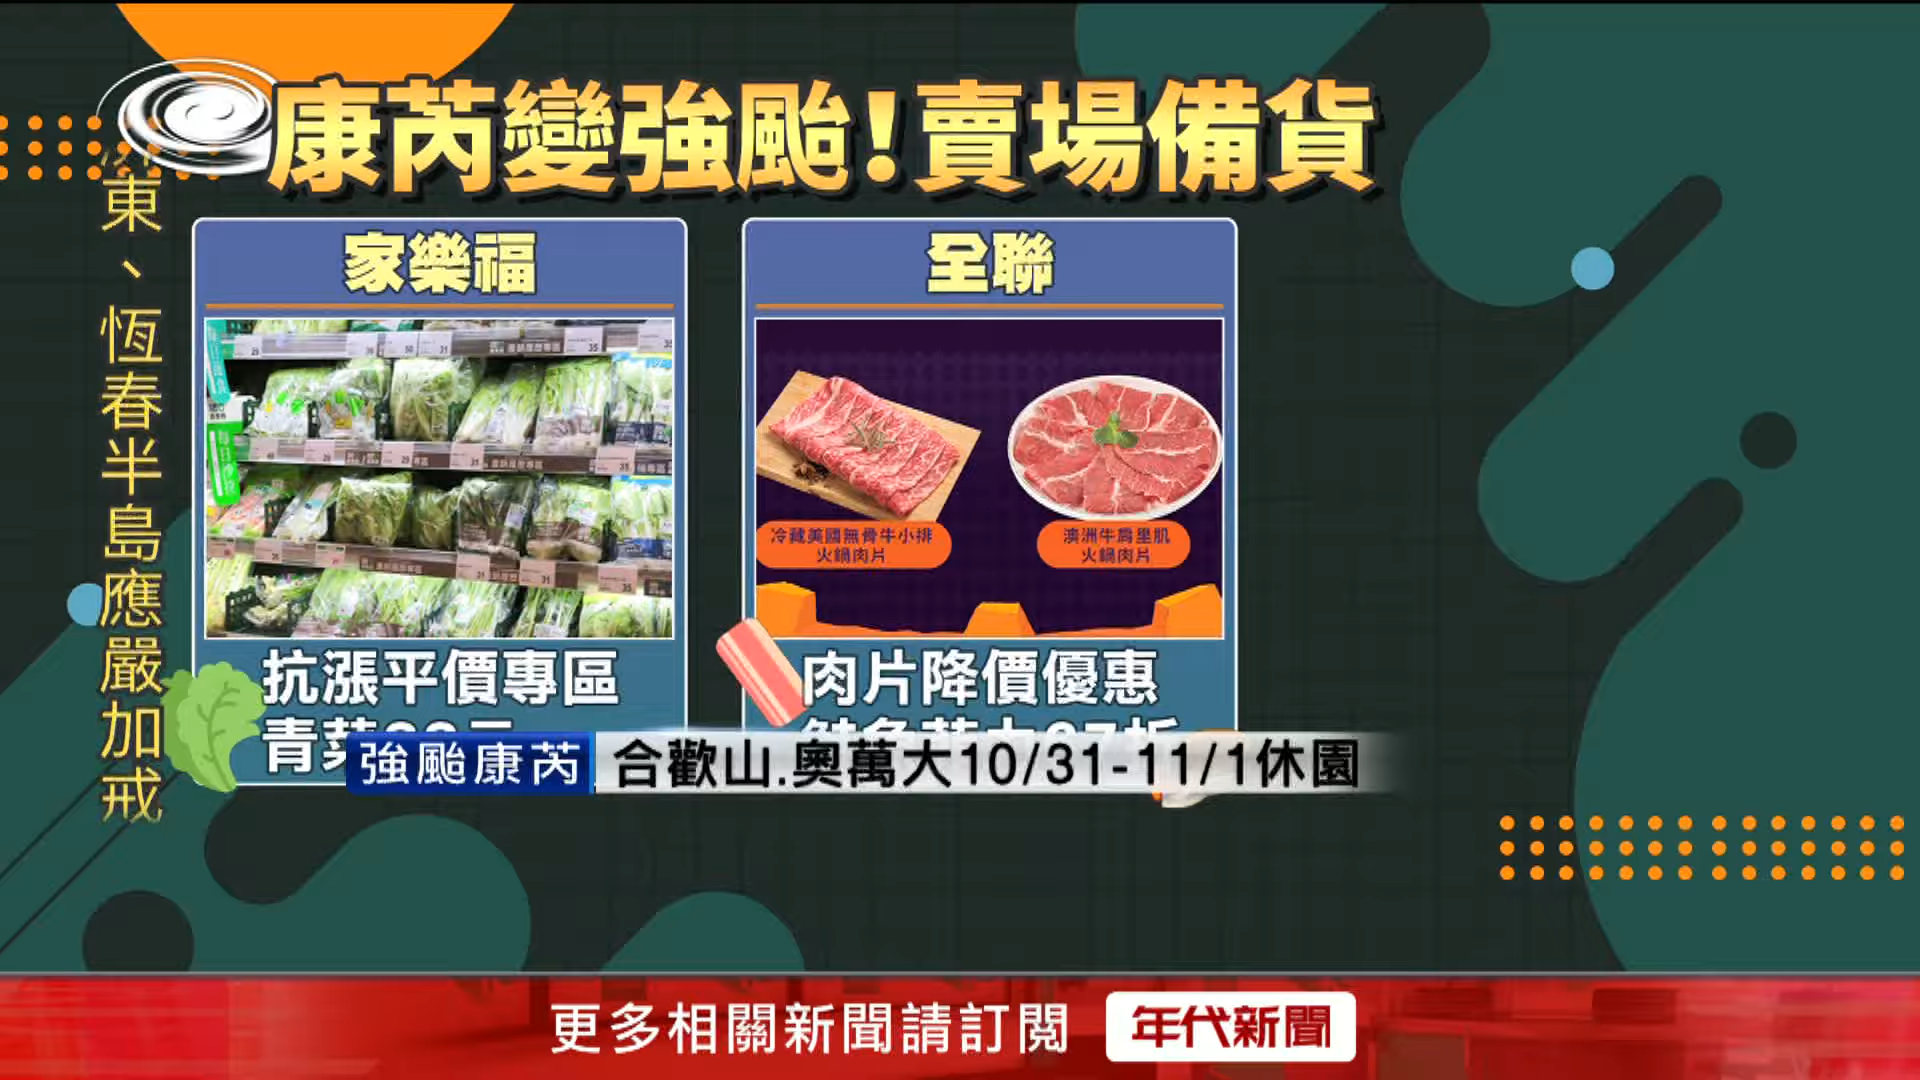 康芮變強颱!賣場備貨
東、恆春半島應嚴加戒
家樂福
抗漲平價專區
青菜
全聯
冷藏美國無骨牛小排
火鍋肉片
澳洲牛肩里肌
火鍋肉片
肉片降價優惠
強颱康芮
合歡山.奧萬大10/31-11/1休園
更多相關新聞請訂閱
年代新聞